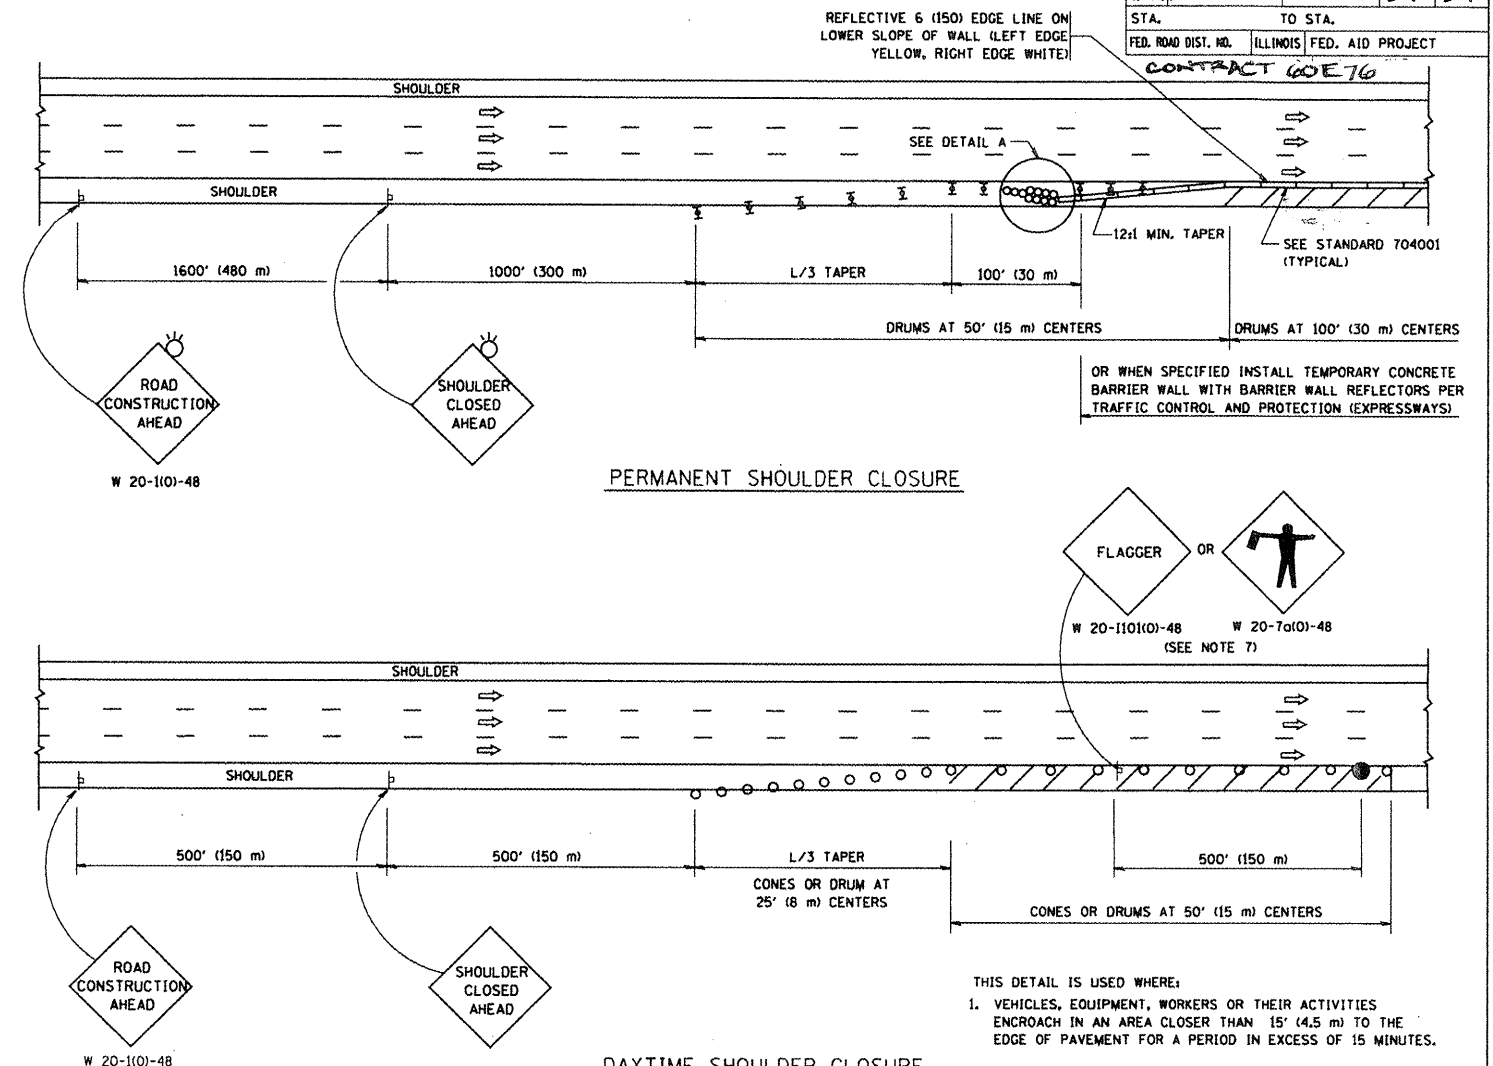 REFLECTIVE 6 (150) EDGE LINE ON
LOWER SLOPE OF WALL (LEFT EDGE
YELLOW, RIGHT EDGE WHITE)
STA. TO STA.
FED. ROAD DIST. NO. ILLINOIS FED. AID PROJECT
CONTRACT 60E76
SHOULDER
SEE DETAIL A
SHOULDER
12:1 MIN. TAPER
SEE STANDARD 704001
(TYPICAL)
1600' (480 m)
1000' (300 m)
L/3 TAPER
100' (30 m)
DRUMS AT 50' (15 m) CENTERS
DRUMS AT 100' (30 m) CENTERS
OR WHEN SPECIFIED INSTALL TEMPORARY CONCRETE
BARRIER WALL WITH BARRIER WALL REFLECTORS PER
TRAFFIC CONTROL AND PROTECTION (EXPRESSWAYS)
ROAD
CONSTRUCTION
AHEAD
W 20-1(O)-48
SHOULDER
CLOSED
AHEAD
PERMANENT SHOULDER CLOSURE
FLAGGER
OR
W 20-I101(O)-48
W 20-7a(O)-48
(SEE NOTE 7)
SHOULDER
SHOULDER
500' (150 m)
500' (150 m)
L/3 TAPER
CONES OR DRUM AT
25' (8 m) CENTERS
500' (150 m)
CONES OR DRUMS AT 50' (15 m) CENTERS
ROAD
CONSTRUCTION
AHEAD
W 20-1(O)-48
SHOULDER
CLOSED
AHEAD
THIS DETAIL IS USED WHERE:
1. VEHICLES, EQUIPMENT, WORKERS OR THEIR ACTIVITIES
ENCROACH IN AN AREA CLOSER THAN 15' (4.5 m) TO THE
EDGE OF PAVEMENT FOR A PERIOD IN EXCESS OF 15 MINUTES.
DAYTIME SHOULDER CLOSURE